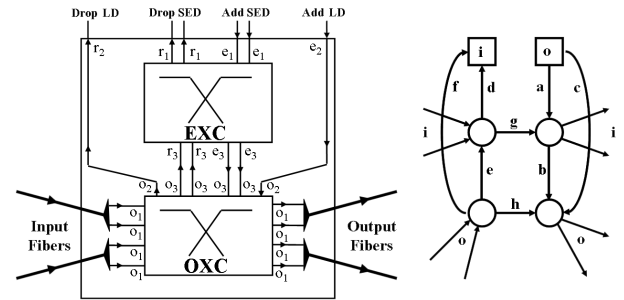 Drop LD Drop SED Add SED Add LD
r2 r1 r1 e1 e1 e2
EXC
r3 r3 e3 e3
o2 o3 o3 o3 o3 o2
Input Fibers
o1 o1 o1 o1
OXC
o1 o1 o1 o1
Output Fibers
i o
f d a c
i g i
e b
h
o o